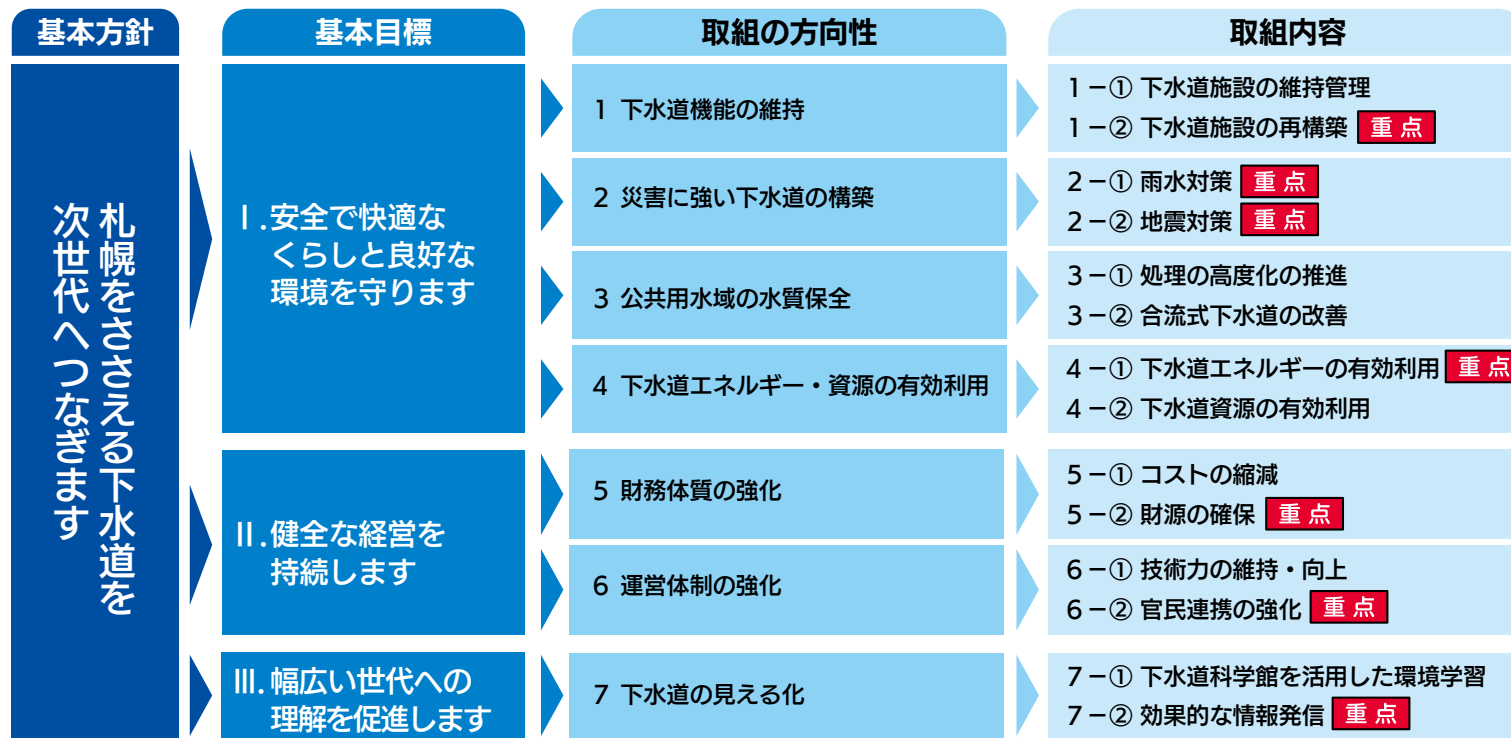 基本方針
基本目標
取組の方向性
取組内容
札幌をささえる下水道を
次世代へつなぎます
Ⅰ.安全で快適な
くらしと良好な
環境を守ります
1 下水道機能の維持
1－① 下水道施設の維持管理
1－② 下水道施設の再構築 重点
2 災害に強い下水道の構築
2－① 雨水対策 重点
2－② 地震対策 重点
3 公共用水域の水質保全
3－① 処理の高度化の推進
3－② 合流式下水道の改善
4 下水道エネルギー・資源の有効利用
4－① 下水道エネルギーの有効利用 重点
4－② 下水道資源の有効利用
Ⅱ.健全な経営を
持続します
5 財務体質の強化
5－① コストの縮減
5－② 財源の確保 重点
6 運営体制の強化
6－① 技術力の維持・向上
6－② 官民連携の強化 重点
Ⅲ.幅広い世代への
理解を促進します
7 下水道の見える化
7－① 下水道科学館を活用した環境学習
7－② 効果的な情報発信 重点